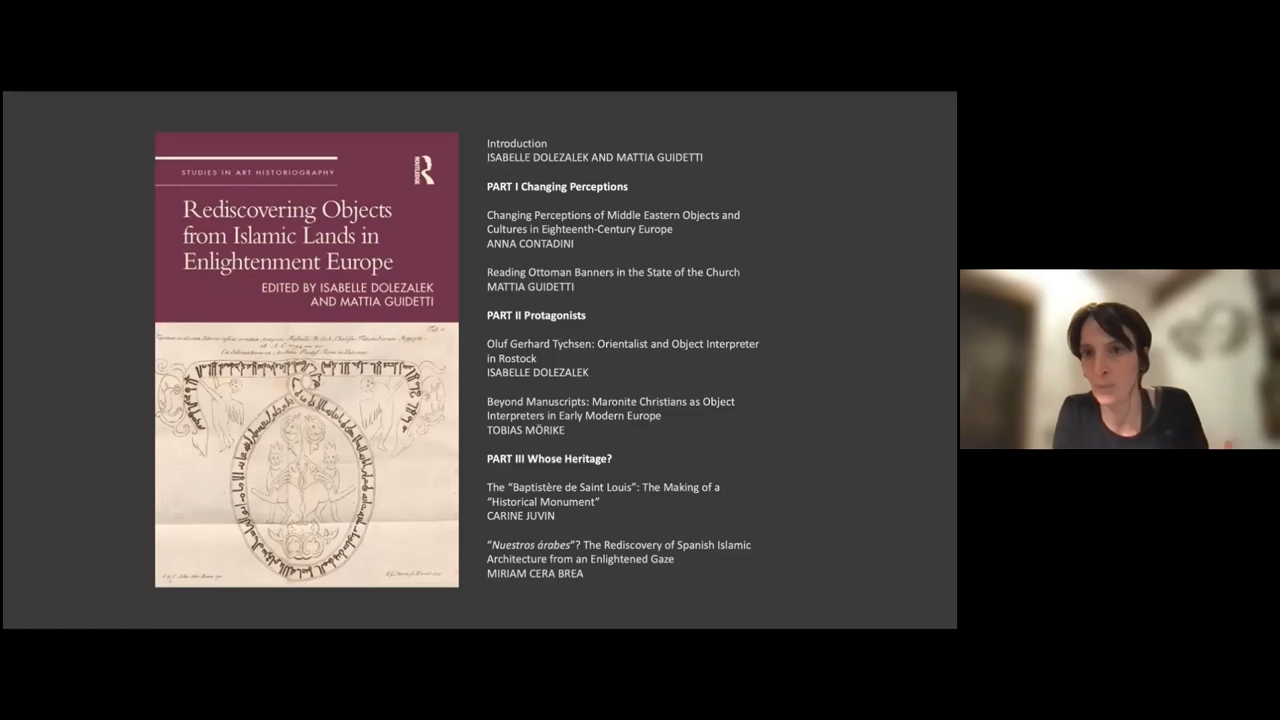 STUDIES IN ART HISTORIOGRAPHY
ROUTLEDGE
Rediscovering Objects
from Islamic Lands in
Enlightenment Europe
EDITED BY ISABELLE DOLEZALEK
AND MATTIA GUIDETTI
Introduction
ISABELLE DOLEZALEK AND MATTIA GUIDETTI
PART I Changing Perceptions
Changing Perceptions of Middle Eastern Objects and
Cultures in Eighteenth-Century Europe
ANNA CONTADINI
Reading Ottoman Banners in the State of the Church
MATTIA GUIDETTI
PART II Protagonists
Oluf Gerhard Tychsen: Orientalist and Object Interpreter
in Rostock
ISABELLE DOLEZALEK
Beyond Manuscripts: Maronite Christians as Object
Interpreters in Early Modern Europe
TOBIAS MÖRIKE
PART III Whose Heritage?
The “Baptistère de Saint Louis”: The Making of a
“Historical Monument”
CARINE JUVIN
“Nuestros árabes”? The Rediscovery of Spanish Islamic
Architecture from an Enlightened Gaze
MIRIAM CERA BREA